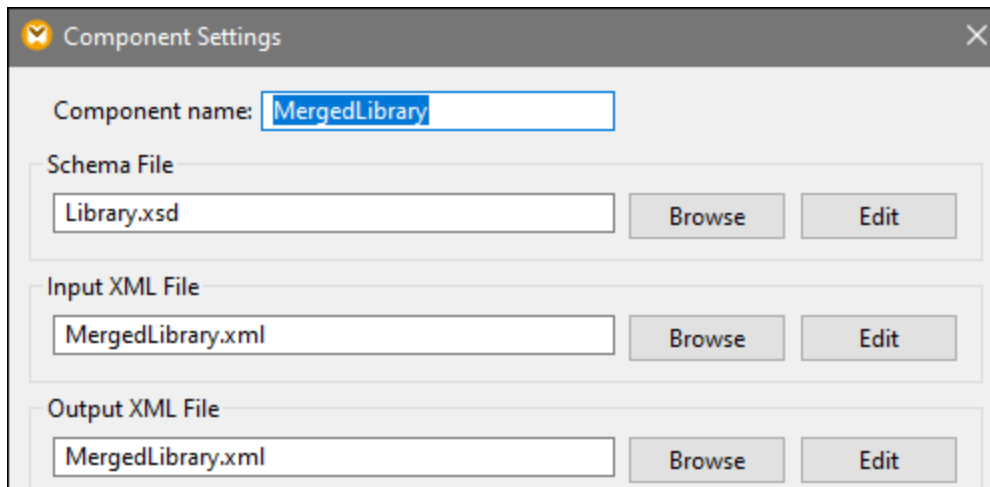 Component Settings
Component name: MergedLibrary
Schema File
Library.xsd Browse Edit
Input XML File
MergedLibrary.xml Browse Edit
Output XML File
MergedLibrary.xml Browse Edit